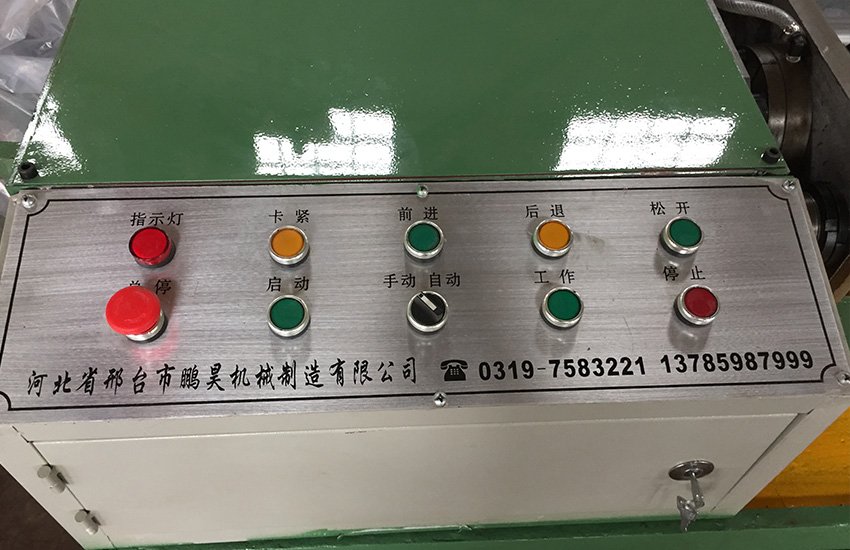 指示灯 卡紧 前进 后退 松开
总停 启动 手动 自动 工作 停止
河北省邢台市鹏昊机械制造有限公司 ☎ 0319-7583221 13785987999